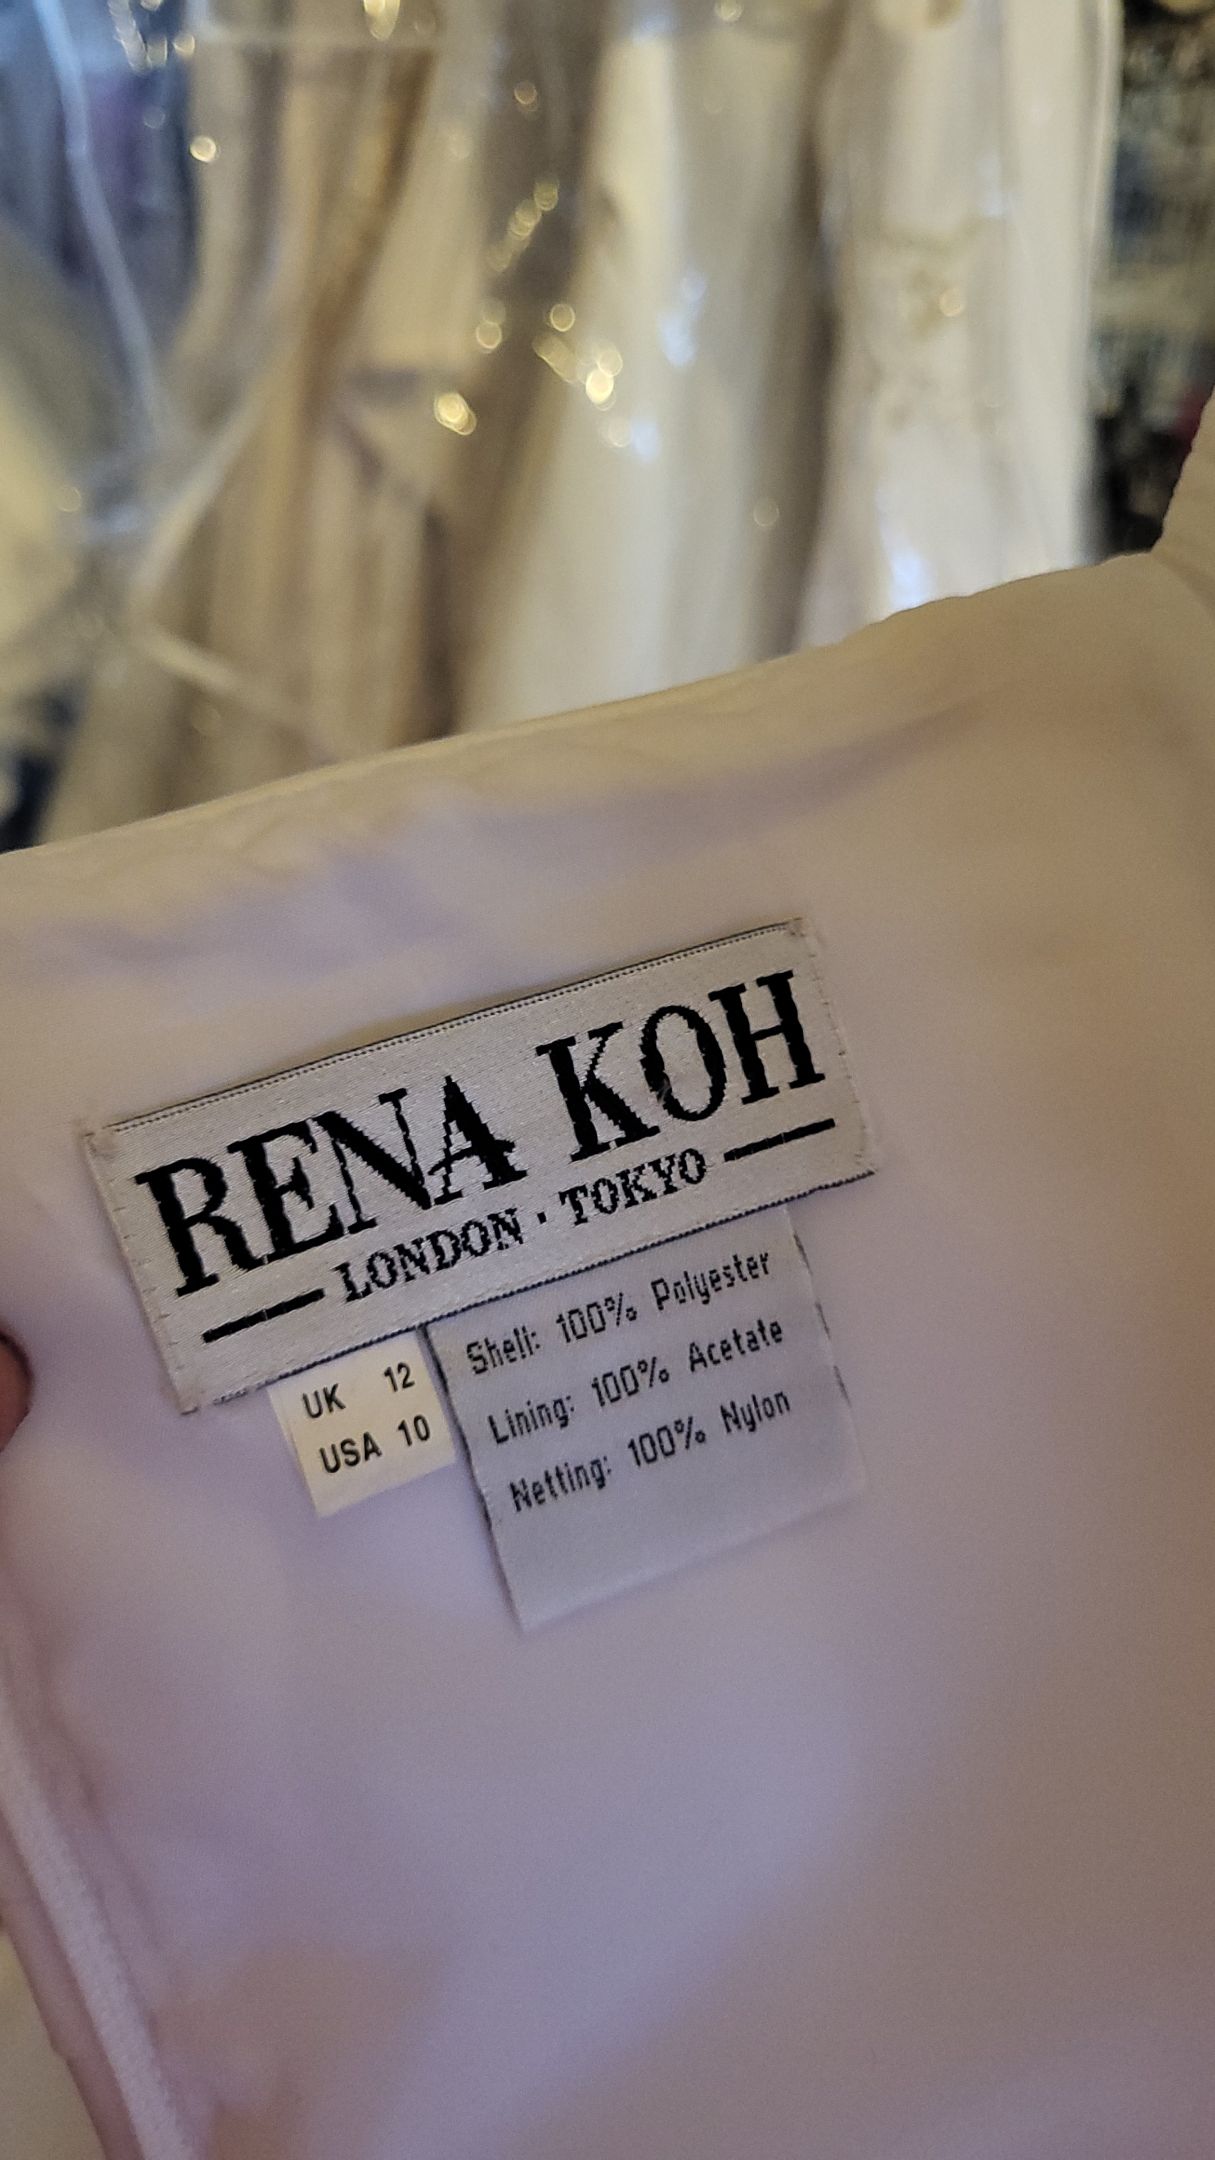 RENA KOH
LONDON · TOKYO
UK 12
USA 10
Shell: 100% Polyester
Lining: 100% Acetate
Netting: 100% Nylon